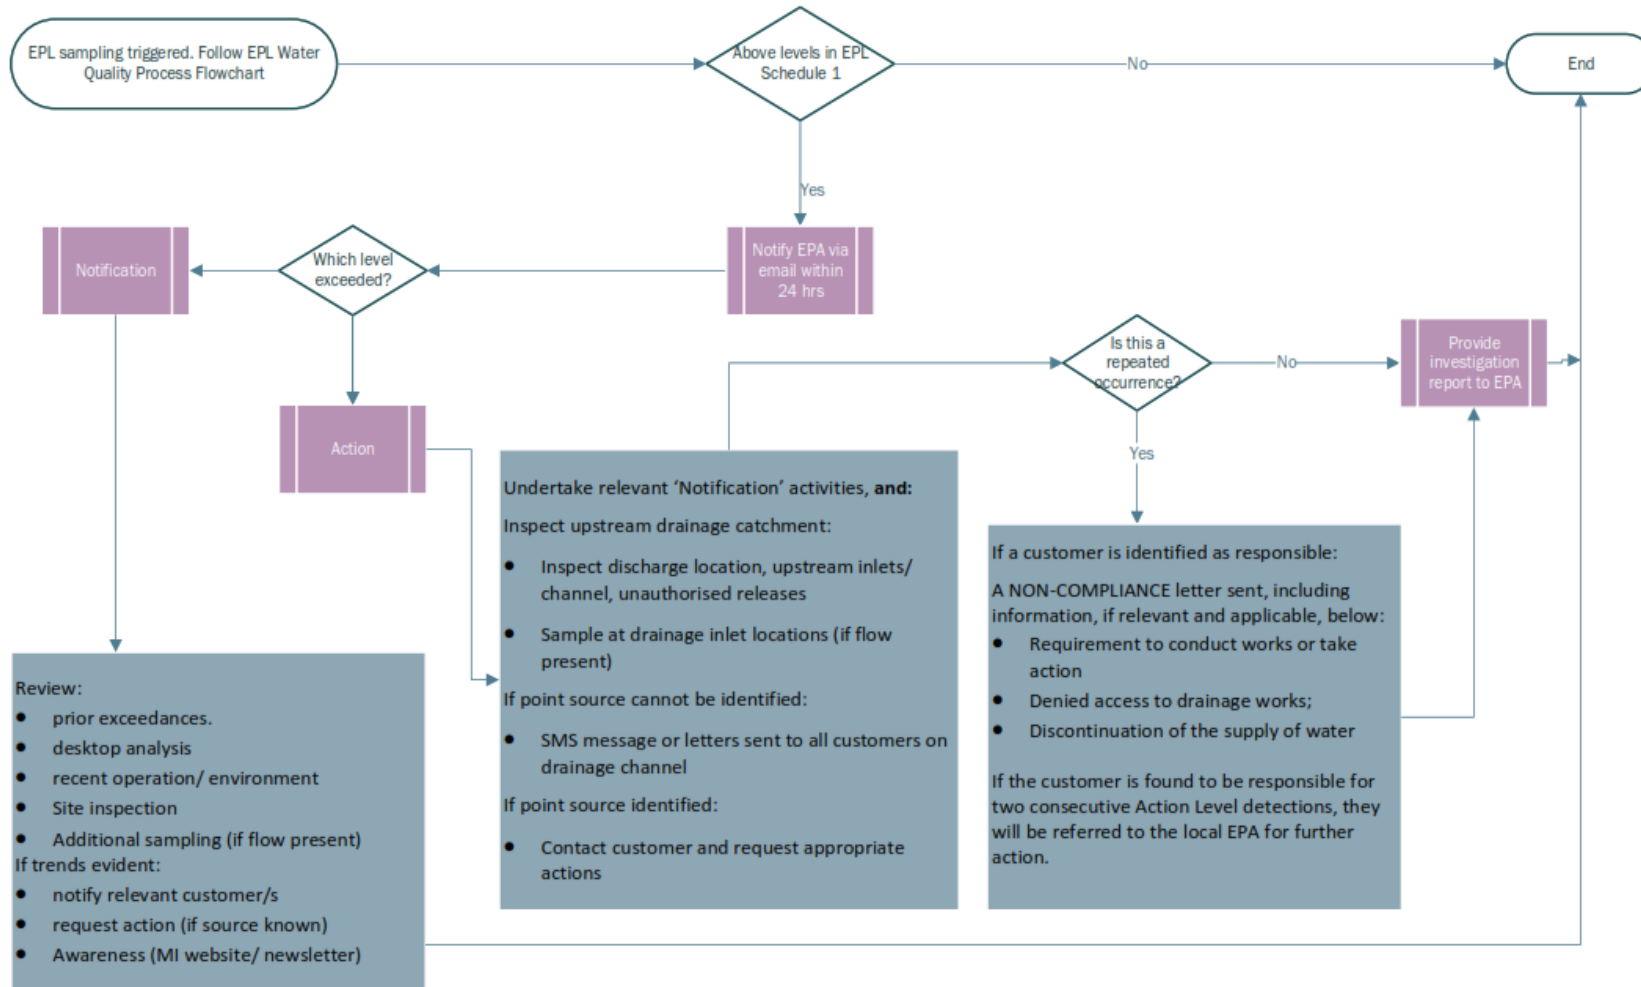 EPL sampling triggered. Follow EPL Water
Quality Process Flowchart
Above levels in EPL
Schedule 1
No
End
Yes
Notification
Which level
exceeded?
Notify EPA via
email within
24 hrs
Is this a
repeated
occurrence?
No
Provide
investigation
report to EPA
Action
Yes
Undertake relevant ‘Notification’ activities, and:
Inspect upstream drainage catchment:
● Inspect discharge location, upstream inlets/
channel, unauthorised releases
● Sample at drainage inlet locations (if flow
present)
If point source cannot be identified:
● SMS message or letters sent to all customers on
drainage channel
If point source identified:
● Contact customer and request appropriate
actions
If a customer is identified as responsible:
A NON-COMPLIANCE letter sent, including
information, if relevant and applicable, below:
● Requirement to conduct works or take
action
● Denied access to drainage works;
● Discontinuation of the supply of water
If the customer is found to be responsible for
two consecutive Action Level detections, they
will be referred to the local EPA for further
action.
Review:
● prior exceedances.
● desktop analysis
● recent operation/ environment
● Site inspection
● Additional sampling (if flow present)
If trends evident:
● notify relevant customer/s
● request action (if source known)
● Awareness (MI website/ newsletter)